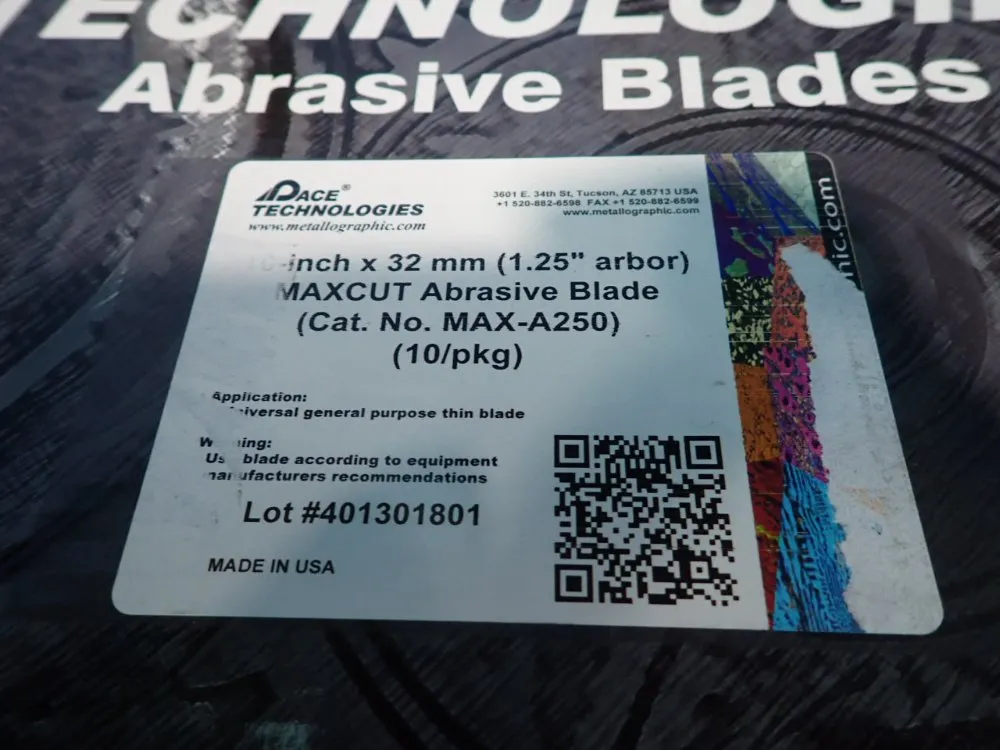 Abrasive Blades
PACE®
TECHNOLOGIES
www.metallographic.com
3601 E. 34th St, Tucson, AZ 85713 USA
+1 520-882-6598 FAX +1 520-882-6599
www.metallographic.com
-inch x 32 mm (1.25" arbor)
MAXCUT Abrasive Blade
(Cat. No. MAX-A250)
(10/pkg)
Application:
general purpose thin blade
blade according to equipment
manufacturers recommendations
Lot #401301801
MADE IN USA
hic.com